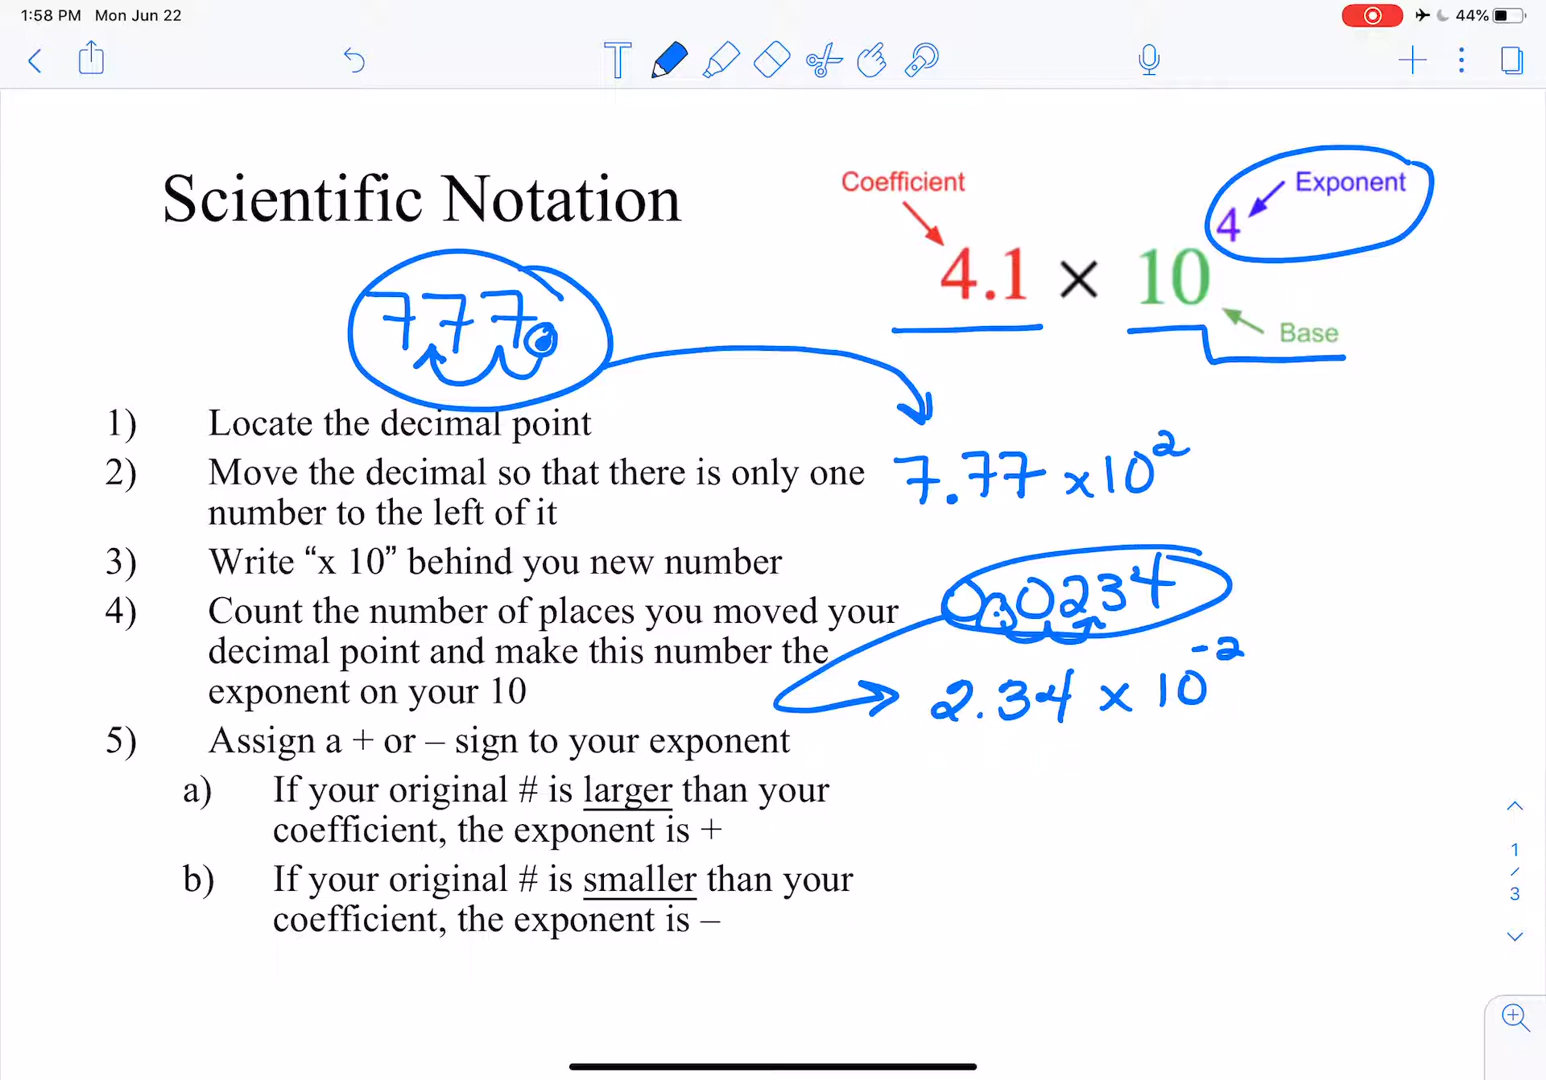 1:58 PM Mon Jun 22
44%
Scientific Notation
Coefficient
Exponent
4.1 × 10 4
Base
777.
1) Locate the decimal point
2) Move the decimal so that there is only one
number to the left of it
7.77 x 10 2
3) Write “x 10” behind you new number
0.0234
4) Count the number of places you moved your
decimal point and make this number the
exponent on your 10
2.34 x 10 -2
5) Assign a + or – sign to your exponent
a) If your original # is larger than your
coefficient, the exponent is +
b) If your original # is smaller than your
coefficient, the exponent is –
1
/
3